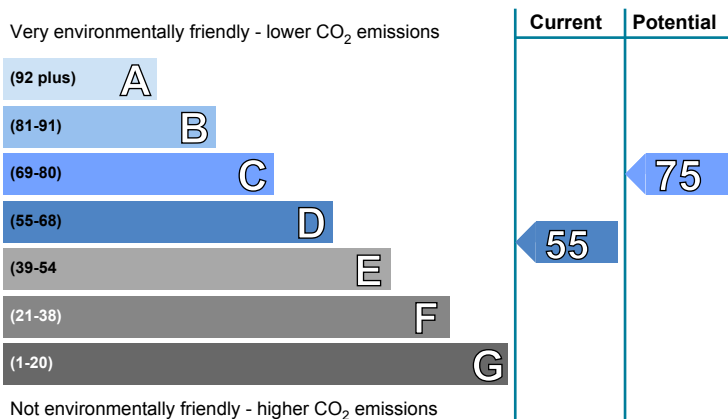 Current Potential
Very environmentally friendly - lower CO2 emissions
(92 plus) A
(81-91) B
(69-80) C
75
(55-68) D
55
(39-54 E
(21-38) F
(1-20) G
Not environmentally friendly - higher CO2 emissions